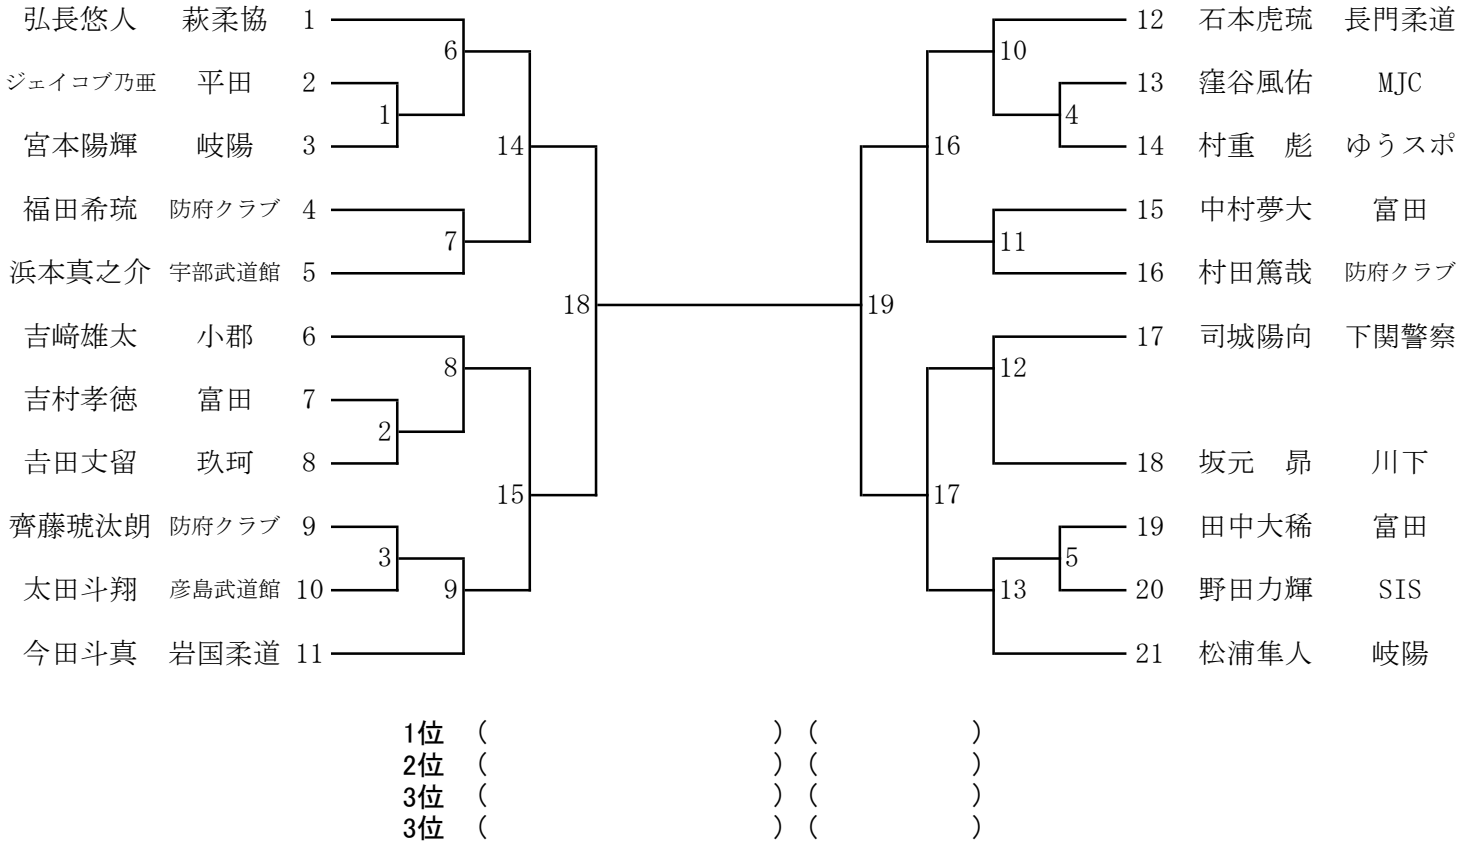 弘長悠人 萩柔協 1
12 石本虎琉 長門柔道
6
10
ジェイコブ乃亜 平田 2
13 窪谷風佑 MJC
1
4
宮本陽輝 岐陽 3
14
16
14 村重 彪 ゆうスポ
福田希琉 防府クラブ 4
15 中村夢大 富田
7
11
浜本真之介 宇部武道館 5
16 村田篤哉 防府クラブ
18
19
吉﨑雄太 小郡 6
17 司城陽向 下関警察
8
12
吉村孝徳 富田 7
2
𠮷田丈留 玖珂 8
18 坂元 昴 川下
15
17
齊藤琥汰朗 防府クラブ 9
19 田中大稀 富田
3
5
太田斗翔 彦島武道館 10
9
13
20 野田力輝 SIS
今田斗真 岩国柔道 11
21 松浦隼人 岐陽
1位 ( ) ( )
2位 ( ) ( )
3位 ( ) ( )
3位 ( ) ( )